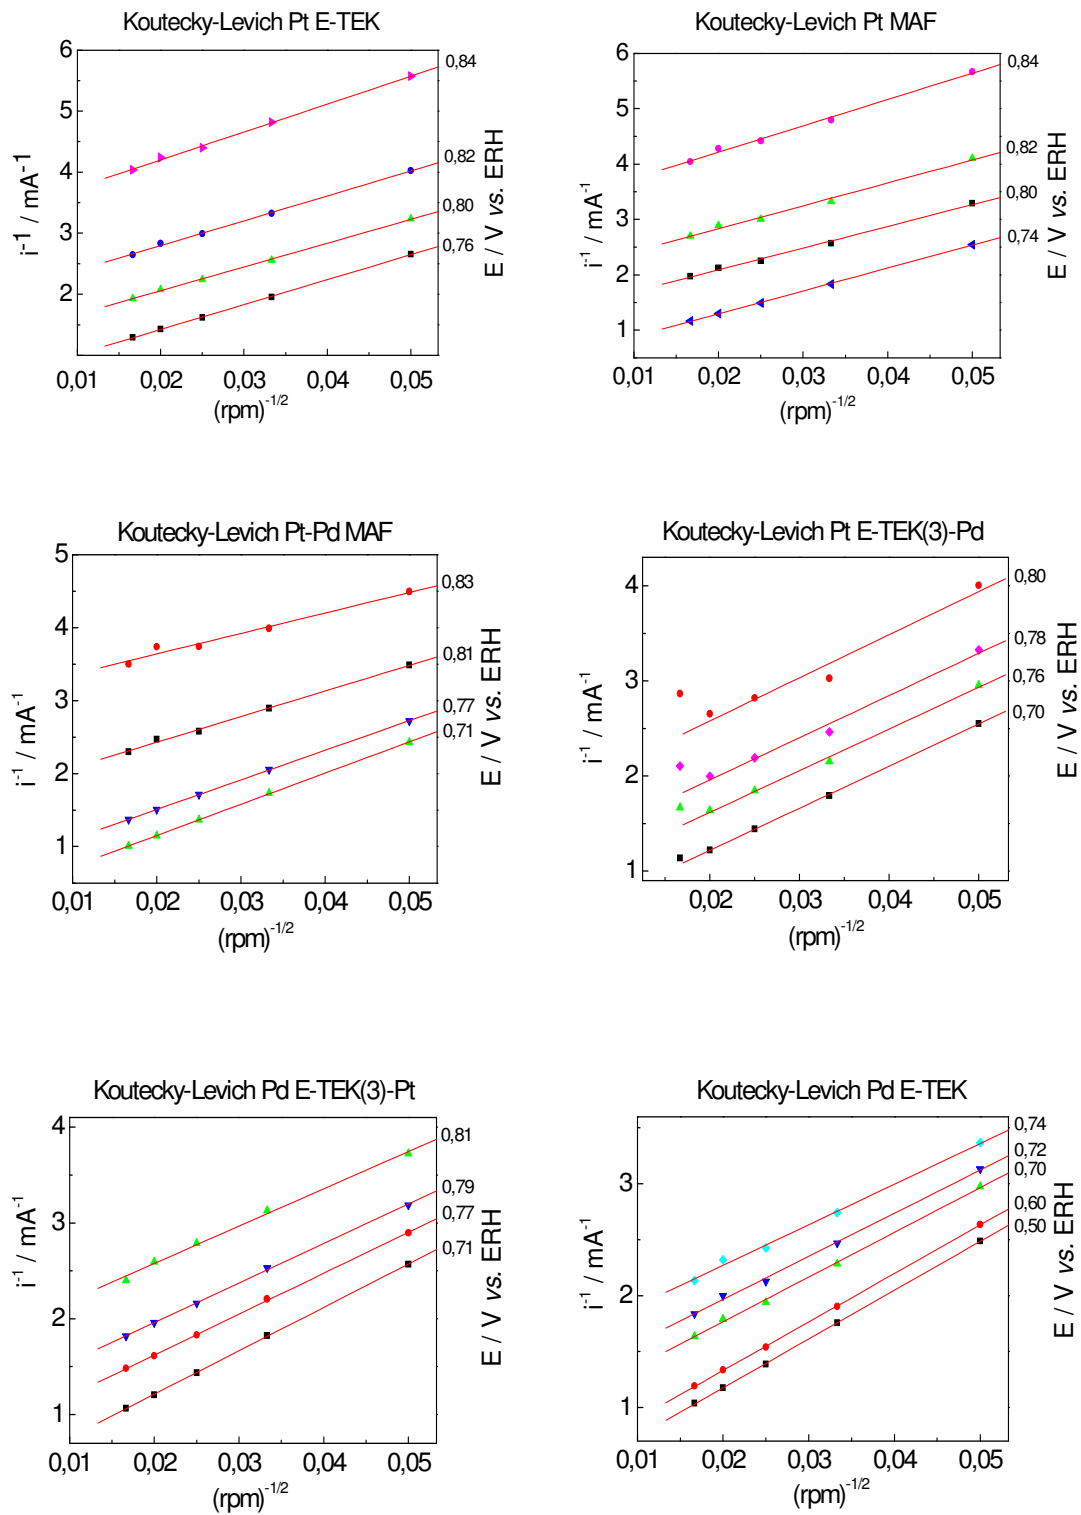 Koutecky-Levich Pt E-TEK
6
5
4
3
2
i⁻¹ / mA⁻¹
0,84
0,82
0,80
0,76
E / V vs. ERH
0,01 0,02 0,03 0,04 0,05
(rpm)⁻¹/²
Koutecky-Levich Pt MAF
6
5
4
3
2
1
i⁻¹ / mA⁻¹
0,84
0,82
0,80
0,74
E / V vs. ERH
0,01 0,02 0,03 0,04 0,05
(rpm)⁻¹/²
Koutecky-Levich Pt-Pd MAF
5
4
3
2
1
i⁻¹ / mA⁻¹
0,83
0,81
0,77
0,71
E / V vs. ERH
0,01 0,02 0,03 0,04 0,05
(rpm)⁻¹/²
Koutecky-Levich Pt E-TEK(3)-Pd
4
3
2
1
i⁻¹ / mA⁻¹
0,80
0,78
0,76
0,70
E / V vs. ERH
0,02 0,03 0,04 0,05
(rpm)⁻¹/²
Koutecky-Levich Pd E-TEK(3)-Pt
4
3
2
1
i⁻¹ / mA⁻¹
0,81
0,79
0,77
0,71
E / V vs. ERH
0,01 0,02 0,03 0,04 0,05
(rpm)⁻¹/²
Koutecky-Levich Pd E-TEK
3
2
1
i⁻¹ / mA⁻¹
0,74
0,72
0,70
0,60
0,50
E / V vs. ERH
0,01 0,02 0,03 0,04 0,05
(rpm)⁻¹/²